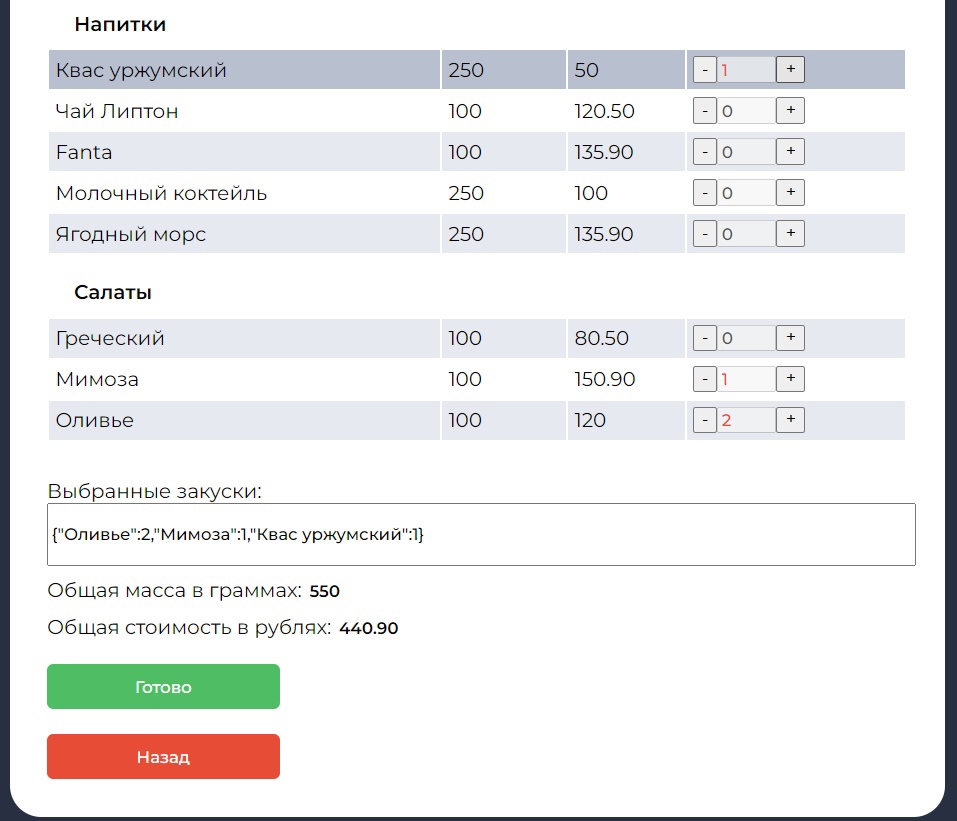 Напитки
Квас уржумский 250 50 - 1 +
Чай Липтон 100 120.50 - 0 +
Fanta 100 135.90 - 0 +
Молочный коктейль 250 100 - 0 +
Ягодный морс 250 135.90 - 0 +
Салаты
Греческий 100 80.50 - 0 +
Мимоза 100 150.90 - 1 +
Оливье 100 120 - 2 +
Выбранные закуски:
{"Оливье":2,"Мимоза":1,"Квас уржумский":1}
Общая масса в граммах: 550
Общая стоимость в рублях: 440.90
Готово
Назад